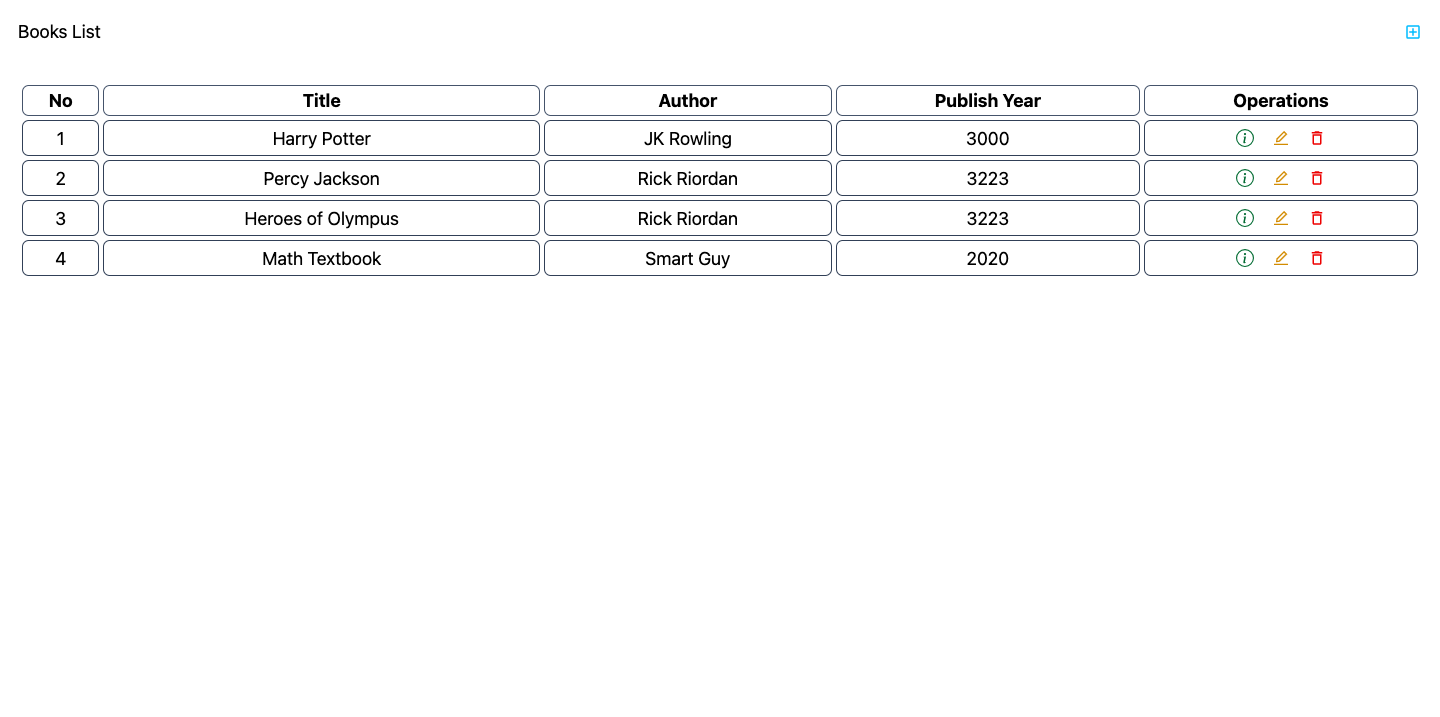 Books List
No Title Author Publish Year Operations
1 Harry Potter JK Rowling 3000
2 Percy Jackson Rick Riordan 3223
3 Heroes of Olympus Rick Riordan 3223
4 Math Textbook Smart Guy 2020